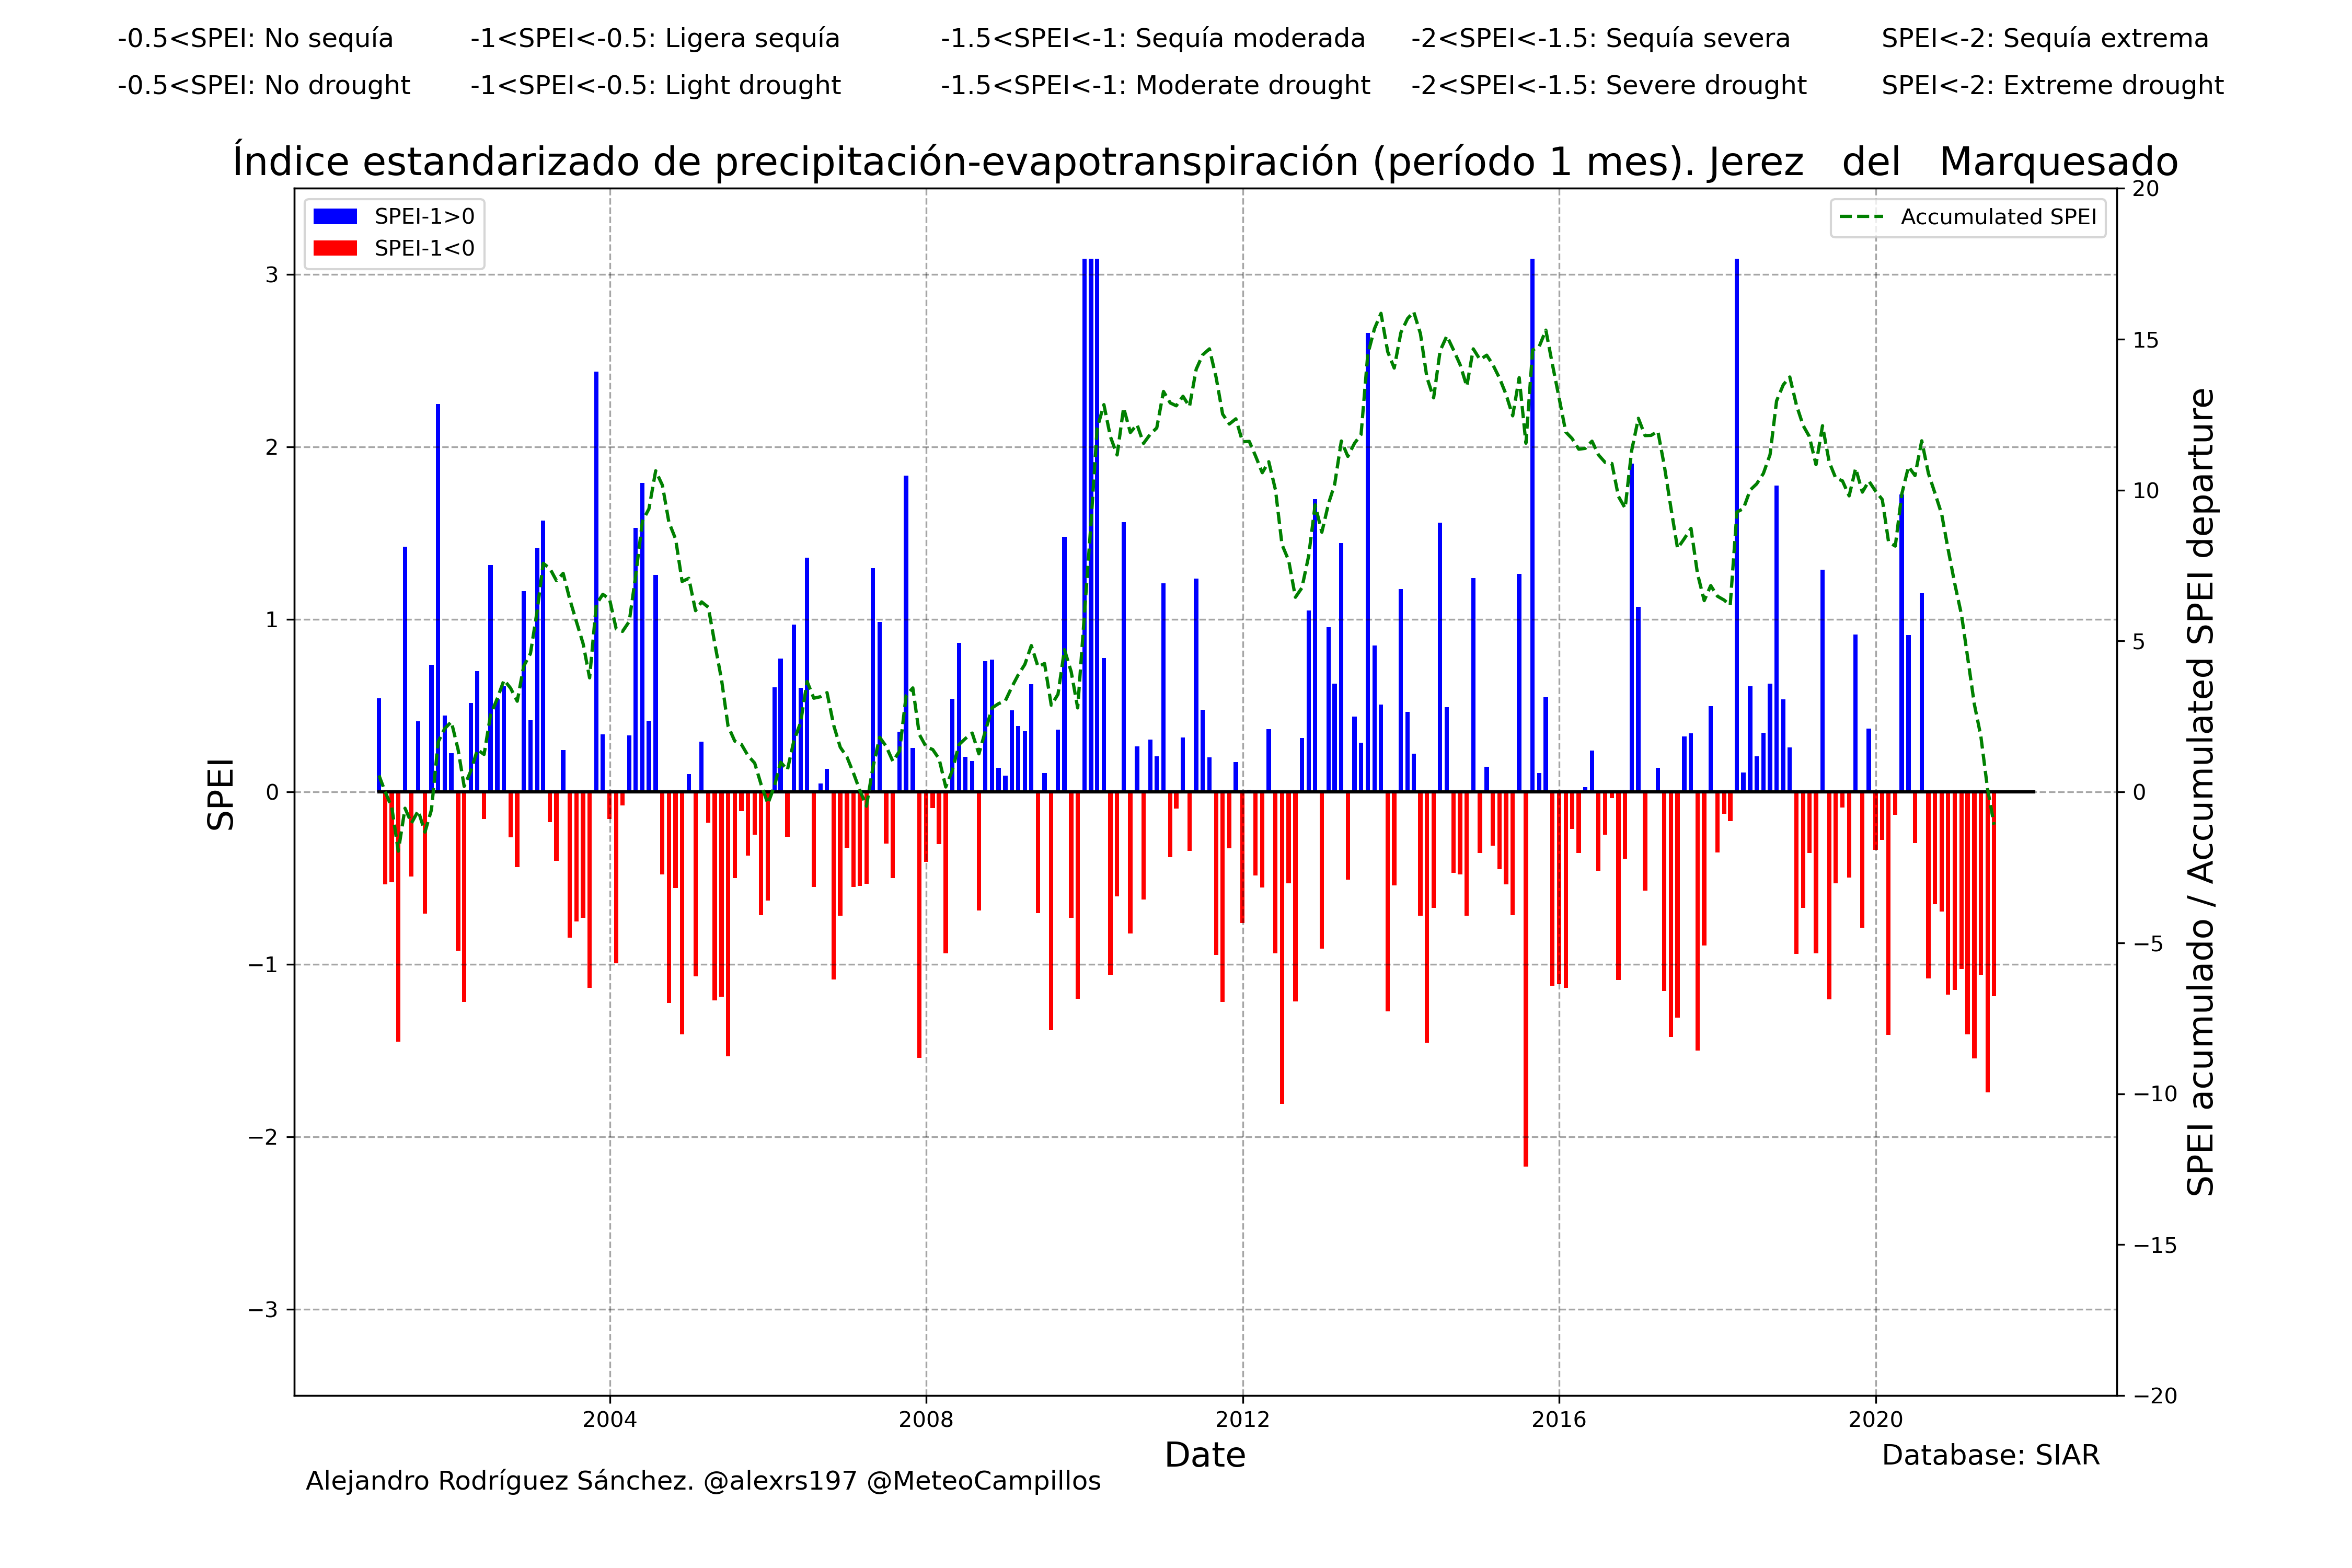 -0.5<SPEI: No sequía -1<SPEI<-0.5: Ligera sequía -1.5<SPEI<-1: Sequía moderada -2<SPEI<-1.5: Sequía severa SPEI<-2: Sequía extrema
-0.5<SPEI: No drought -1<SPEI<-0.5: Light drought -1.5<SPEI<-1: Moderate drought -2<SPEI<-1.5: Severe drought SPEI<-2: Extreme drought
Índice estandarizado de precipitación-evapotranspiración (período 1 mes). Jerez del Marquesado
SPEI-1>0
SPEI-1<0
Accumulated SPEI
SPEI
3
2
1
0
−1
−2
−3
20
15
10
5
0
−5
−10
−15
−20
SPEI acumulado / Accumulated SPEI departure
2004 2008 2012 2016 2020
Date
Database: SIAR
Alejandro Rodríguez Sánchez. @alexrs197 @MeteoCampillos